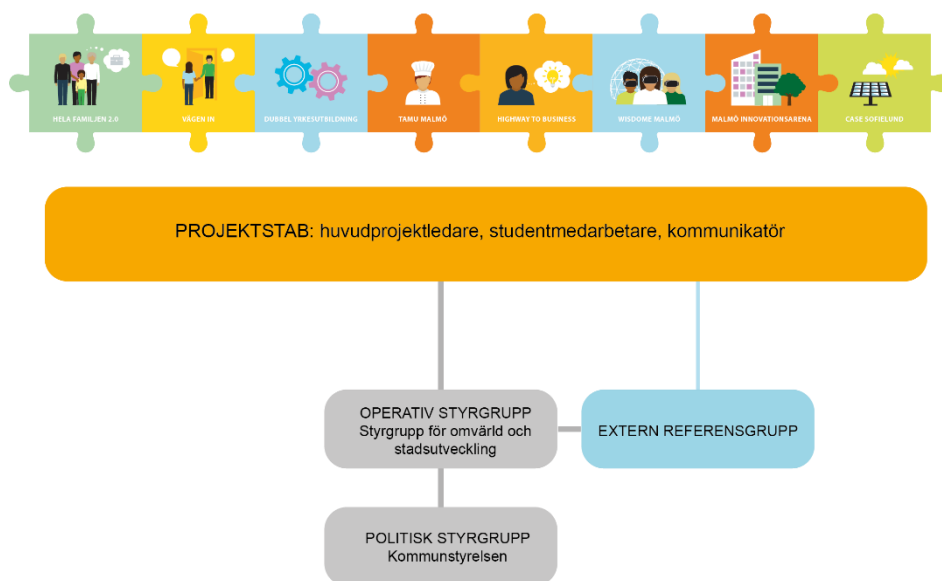 HELA FAMILJEN 2.0
VÄGEN IN
DUBBEL YRKESUTBILDNING
TAMU MALMÖ
HIGHWAY TO BUSINESS
WISDOME MALMÖ
MALMÖ INNOVATIONSARENA
CASE SOFIELUND
PROJEKTSTAB: huvudprojektledare, studentmedarbetare, kommunikatör
OPERATIV STYRGRUPP
Styrgrupp för omvärld och
stadsutveckling
EXTERN REFERENSGRUPP
POLITISK STYRGRUPP
Kommunstyrelsen